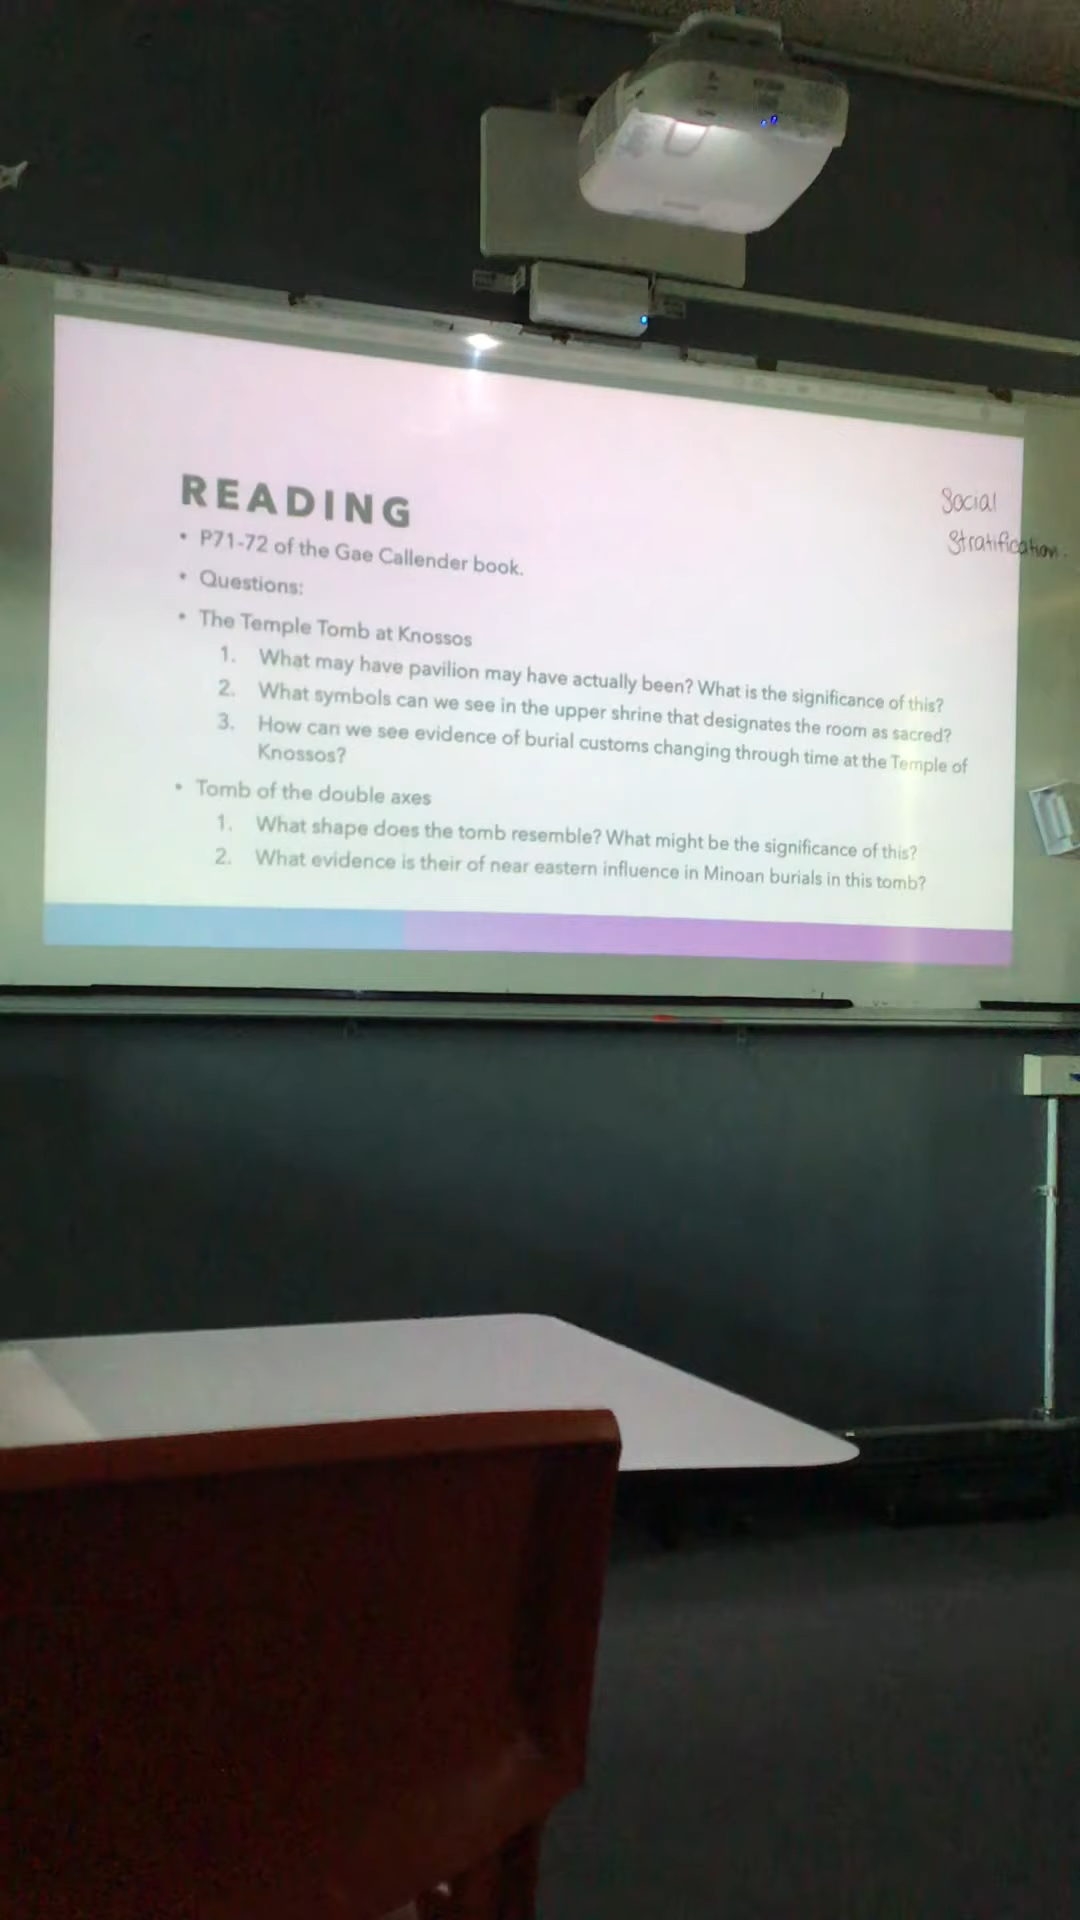 READING
• P71-72 of the Gae Callender book.
• Questions:
• The Temple Tomb at Knossos
1. What may have pavilion may have actually been? What is the significance of this?
2. What symbols can we see in the upper shrine that designates the room as sacred?
3. How can we see evidence of burial customs changing through time at the Temple of
Knossos?
• Tomb of the double axes
1. What shape does the tomb resemble? What might be the significance of this?
2. What evidence is their of near eastern influence in Minoan burials in this tomb?
Social
Stratification.